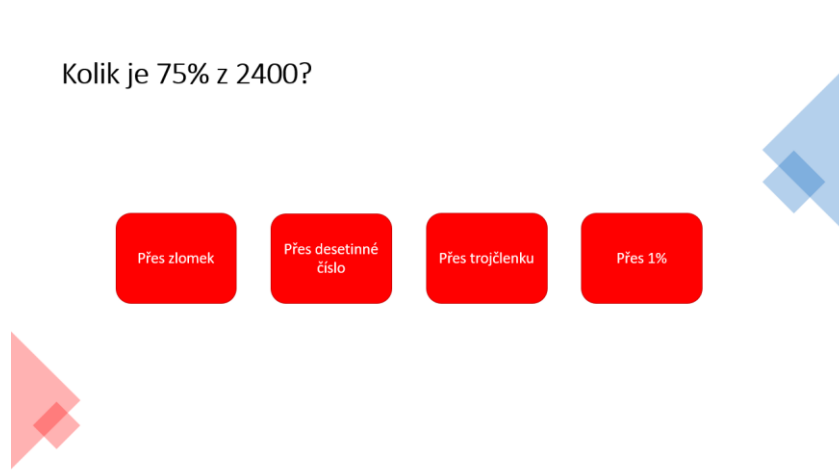 Kolik je 75% z 2400?
Přes zlomek
Přes desetinné
číslo
Přes trojčlenku
Přes 1%